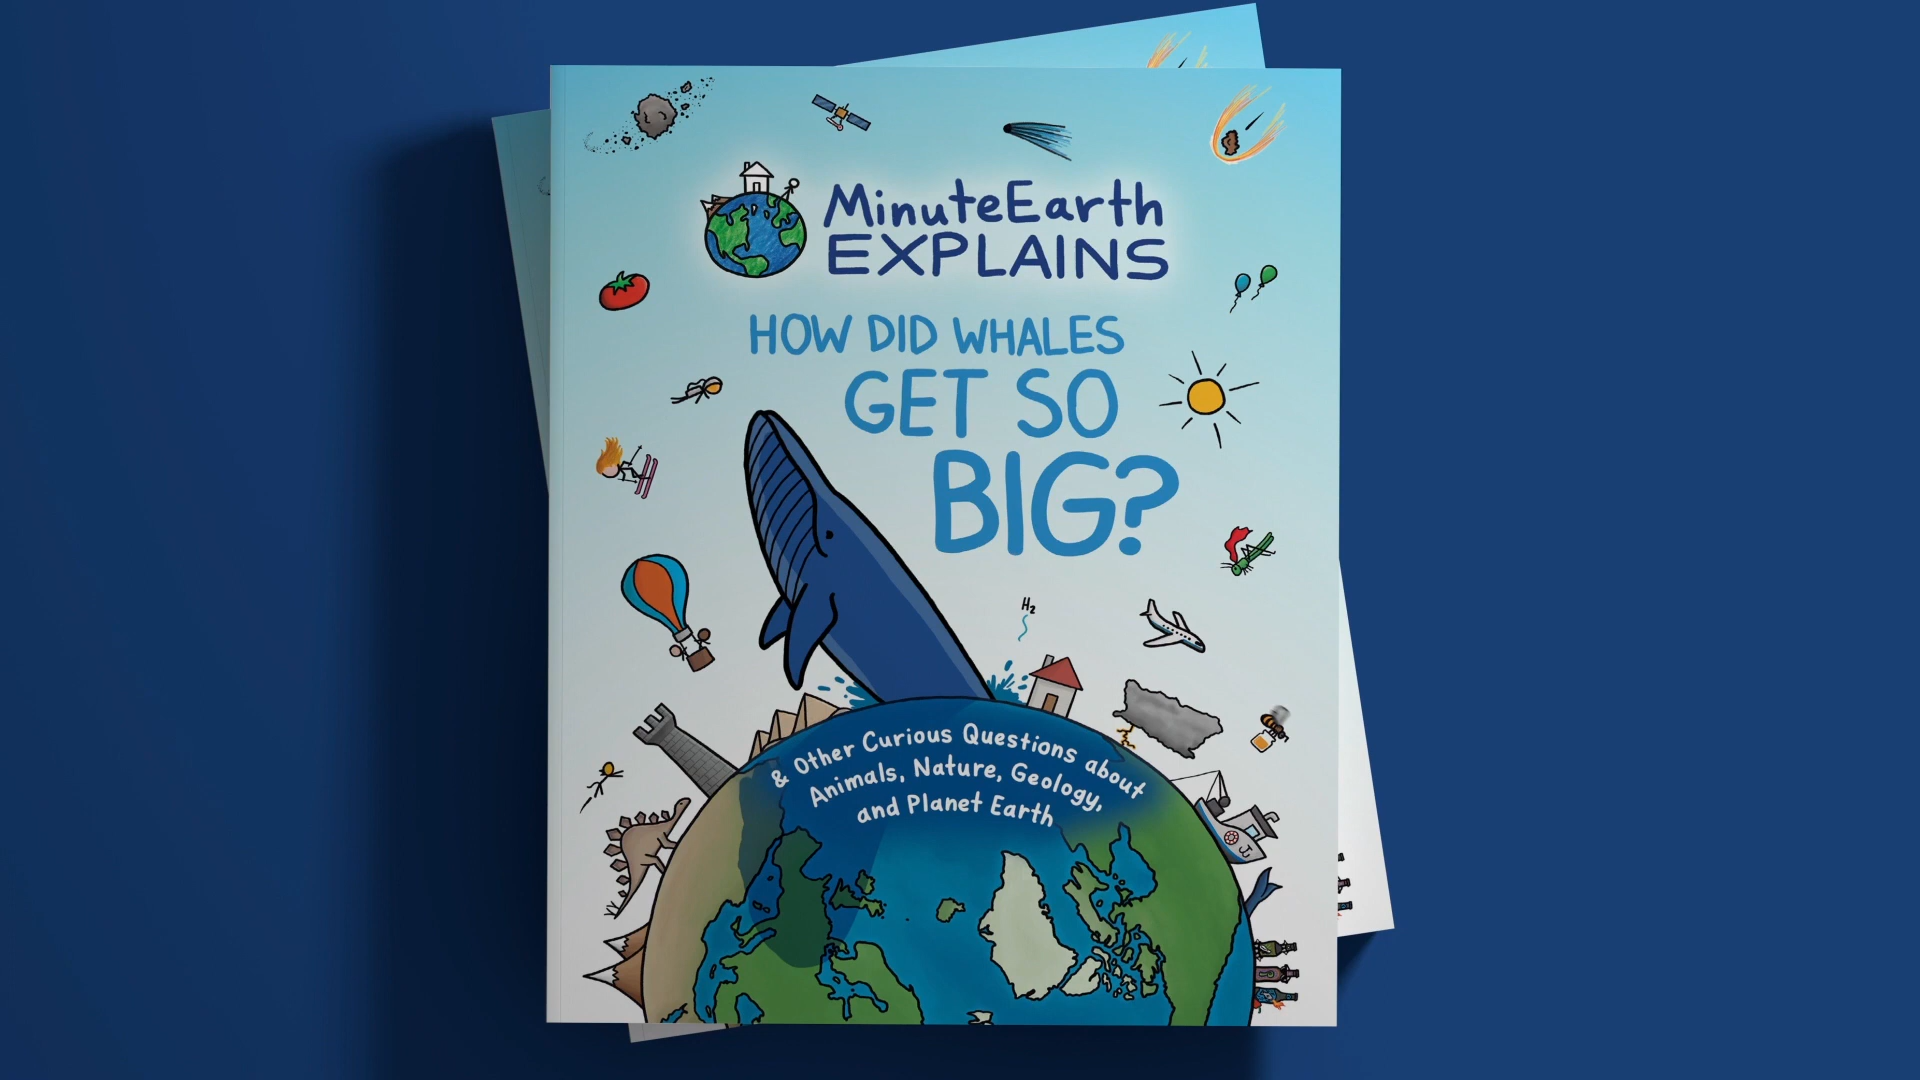 MinuteEarth
EXPLAINS
HOW DID WHALES
GET SO
BIG?
H2
& Other Curious Questions about
Animals, Nature, Geology,
and Planet Earth